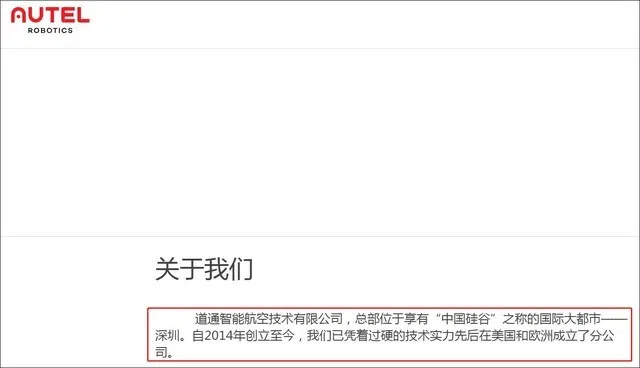 AUTEL
ROBOTICS
关于我们
道通智能航空技术有限公司，总部位于享有“中国硅谷”之称的国际大都市——
深圳。自2014年创立至今，我们已凭着过硬的技术实力先后在美国和欧洲成立了分公
司。